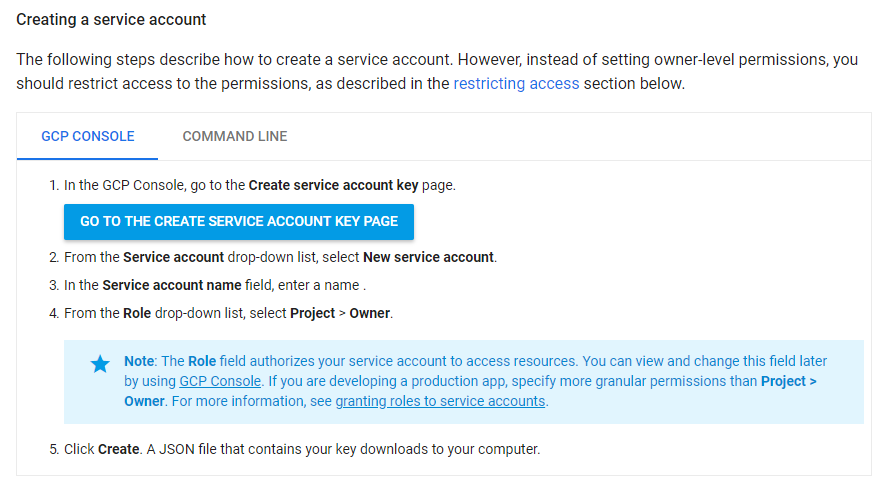 Creating a service account
The following steps describe how to create a service account. However, instead of setting owner-level permissions, you
should restrict access to the permissions, as described in the restricting access section below.
GCP CONSOLE COMMAND LINE
1. In the GCP Console, go to the Create service account key page.
GO TO THE CREATE SERVICE ACCOUNT KEY PAGE
2. From the Service account drop-down list, select New service account.
3. In the Service account name field, enter a name .
4. From the Role drop-down list, select Project > Owner.
Note: The Role field authorizes your service account to access resources. You can view and change this field later
by using GCP Console. If you are developing a production app, specify more granular permissions than Project >
Owner. For more information, see granting roles to service accounts.
5. Click Create. A JSON file that contains your key downloads to your computer.